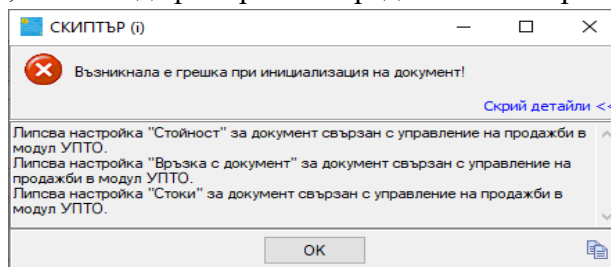 СКИПТЪР (i)
Възникнала е грешка при инициализация на документ!
Скрий детайли <
Липсва настройка "Стойност" за документ свързан с управление на продажби в
модул УПТО.
Липсва настройка "Връзка с документ" за документ свързан с управление на
продажби в модул УПТО.
Липсва настройка "Стоки" за документ свързан с управление на продажби в
модул УПТО.
OK